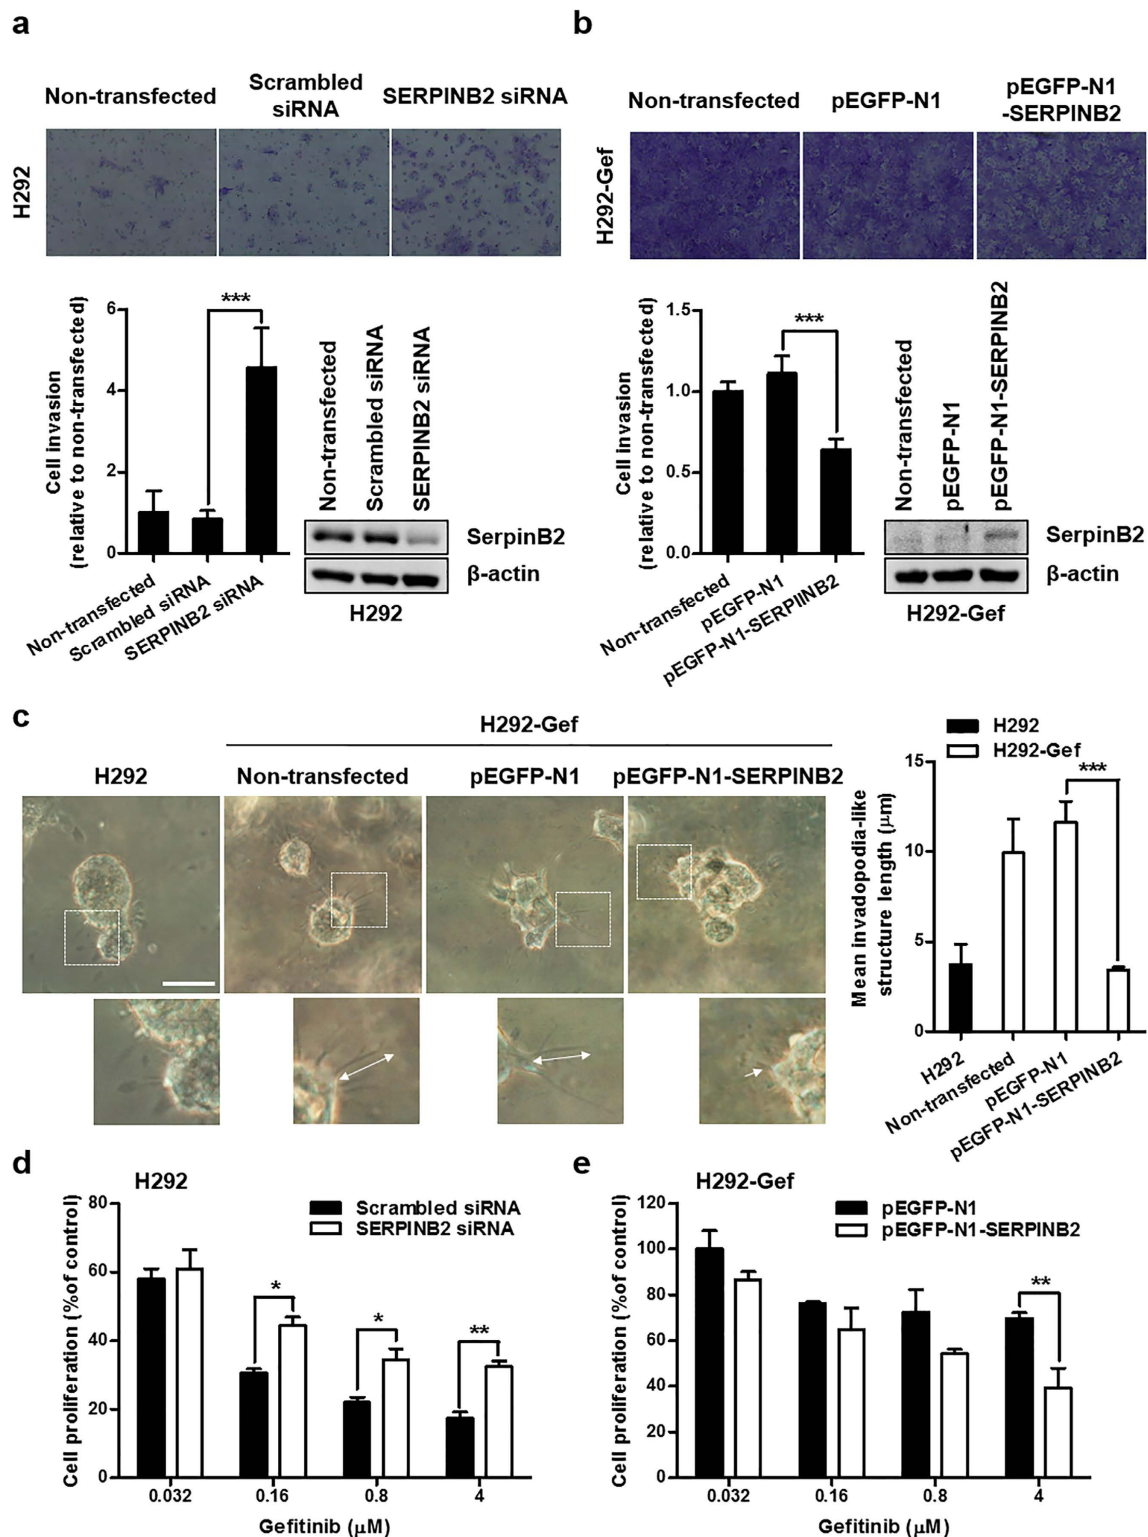 a
Non-transfected
Scrambled
siRNA
SERPINB2 siRNA
H292
Cell invasion
(relative to non-transfected)
6
4
2
0
***
Non-transfected
Scrambled siRNA
SERPINB2 siRNA
Non-transfected
Scrambled siRNA
SERPINB2 siRNA
SerpinB2
β-actin
H292
b
Non-transfected
pEGFP-N1
pEGFP-N1
-SERPINB2
H292-Gef
Cell invasion
(relative to non-transfected)
1.5
1.0
0.5
0.0
***
Non-transfected
pEGFP-N1
pEGFP-N1-SERPIINB2
Non-transfected
pEGFP-N1
pEGFP-N1-SERPINB2
SerpinB2
β-actin
H292-Gef
c
H292-Gef
H292
Non-transfected
pEGFP-N1
pEGFP-N1-SERPINB2
H292
H292-Gef
Mean invadopodia-like
structure length (μm)
15
10
5
0
***
H292
Non-transfected
pEGFP-N1
pEGFP-N1-SERPINB2
d
H292
Scrambled siRNA
SERPINB2 siRNA
Cell proliferation (%of control)
80
60
40
20
0
*
*
**
0.032
0.16
0.8
4
Gefitinib (μM)
e
H292-Gef
pEGFP-N1
pEGFP-N1-SERPINB2
Cell proliferation (%of control)
120
100
80
60
40
20
0
**
0.032
0.16
0.8
4
Gefitinib (μM)